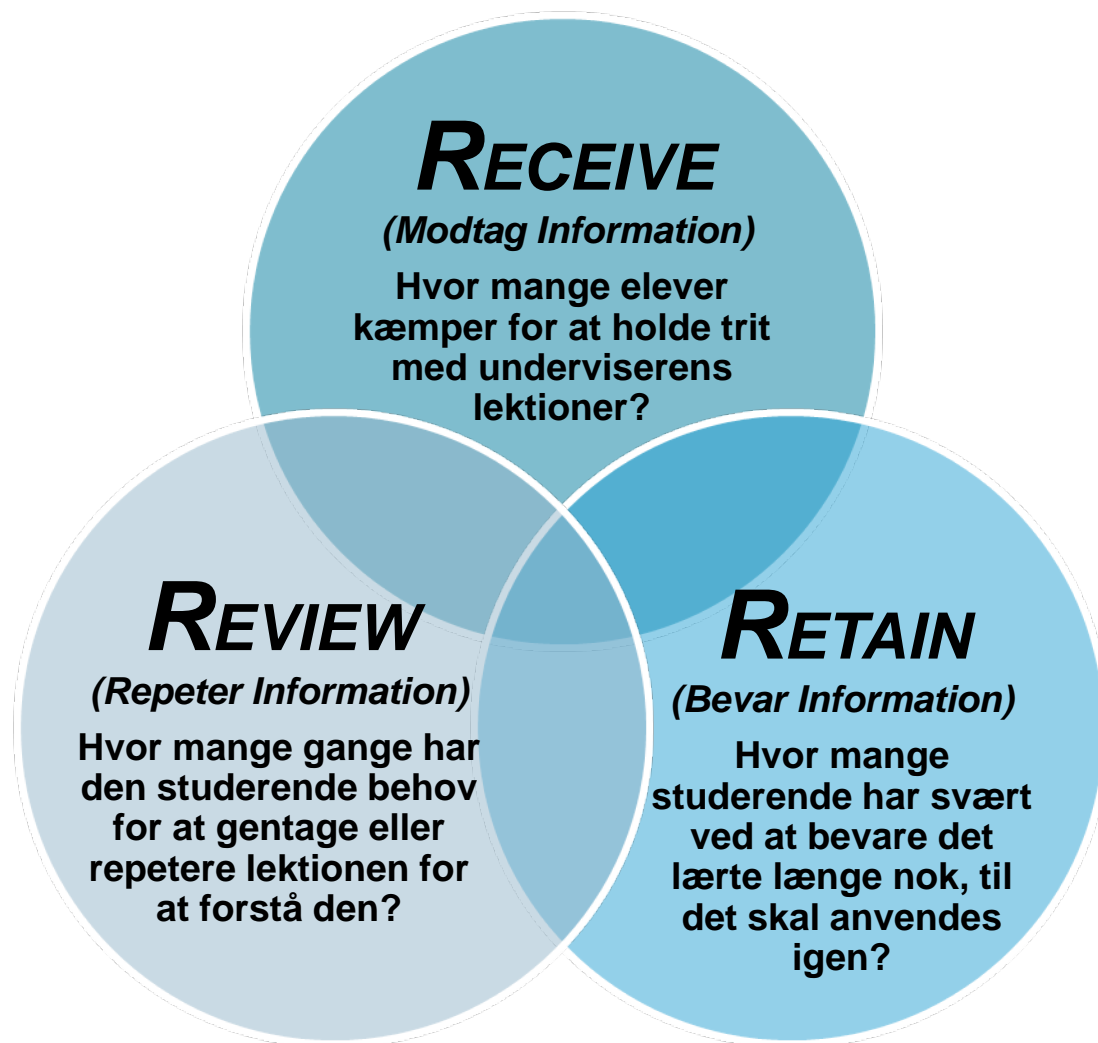 RECEIVE
(Modtag Information)
Hvor mange elever
kæmper for at holde trit
med underviserens
lektioner?
REVIEW
(Repeter Information)
Hvor mange gange har
den studerende behov
for at gentage eller
repetere lektionen for
at forstå den?
RETAIN
(Bevar Information)
Hvor mange
studerende har svært
ved at bevare det
lærte længe nok, til
det skal anvendes
igen?